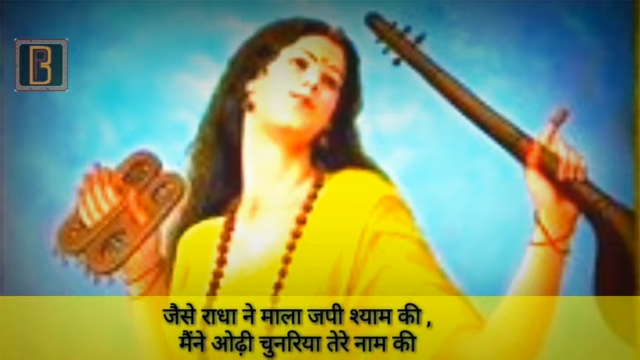 B
जैसे राधा ने माला जपी श्याम की ,
मैंने ओढ़ी चुनरिया तेरे नाम की